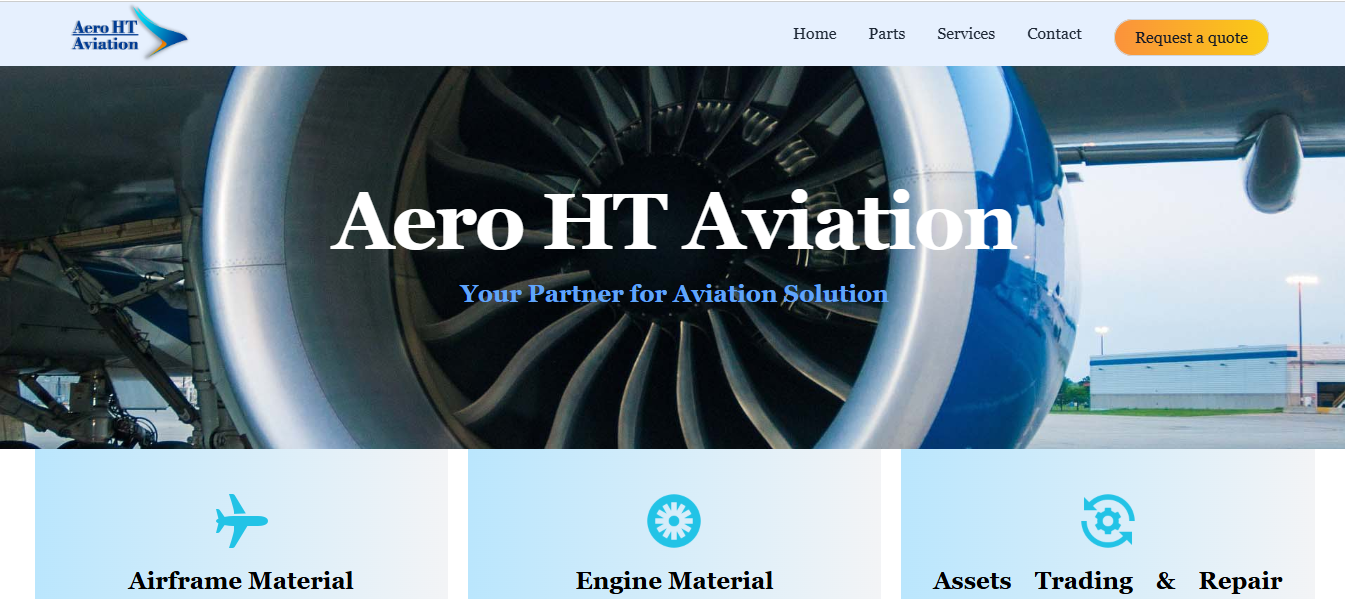 Aero HT
Aviation
Home Parts Services Contact Request a quote
Aero HT Aviation
Your Partner for Aviation Solution
Airframe Material Engine Material Assets Trading & Repair